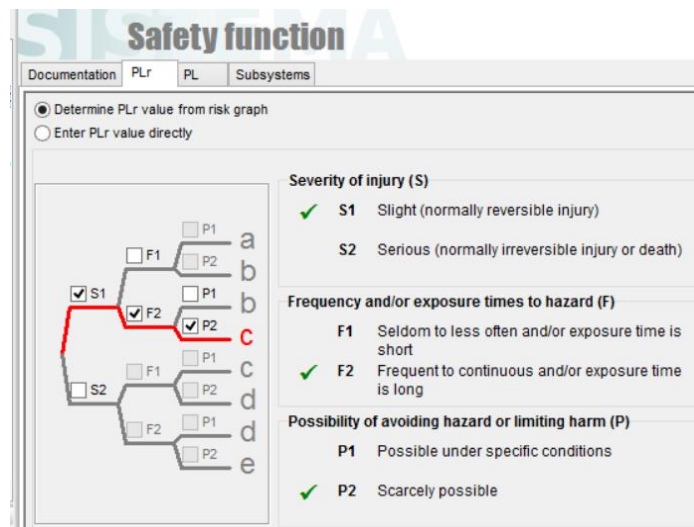 SISTEMA
Safety function
Documentation PLr PL Subsystems
Determine PLr value from risk graph
Enter PLr value directly
Severity of injury (S)
S1 Slight (normally reversible injury)
S2 Serious (normally irreversible injury or death)
Frequency and/or exposure times to hazard (F)
F1 Seldom to less often and/or exposure time is
short
F2 Frequent to continuous and/or exposure time
is long
Possibility of avoiding hazard or limiting harm (P)
P1 Possible under specific conditions
P2 Scarcely possible
P1 a
F1
P2 b
S1
P1 b
F2
P2 c
P1 c
F1
P2 d
S2
P1 d
F2
P2 e